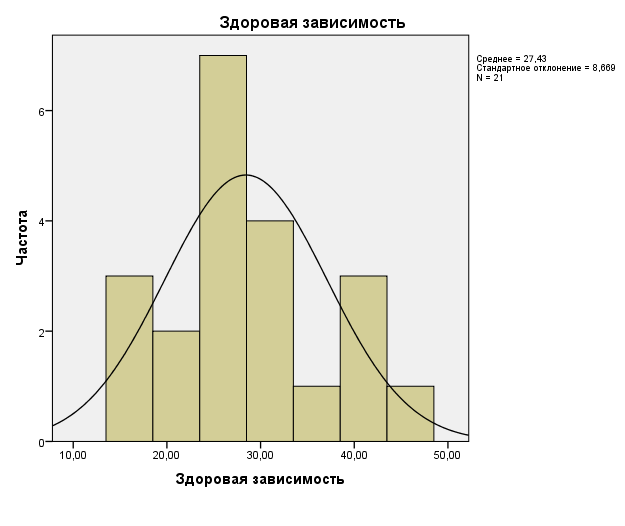 Здоровая зависимость
Среднее = 27,43
Стандартное отклонение = 8,669
N = 21
Частота
6
4
2
0
10,00 20,00 30,00 40,00 50,00
Здоровая зависимость